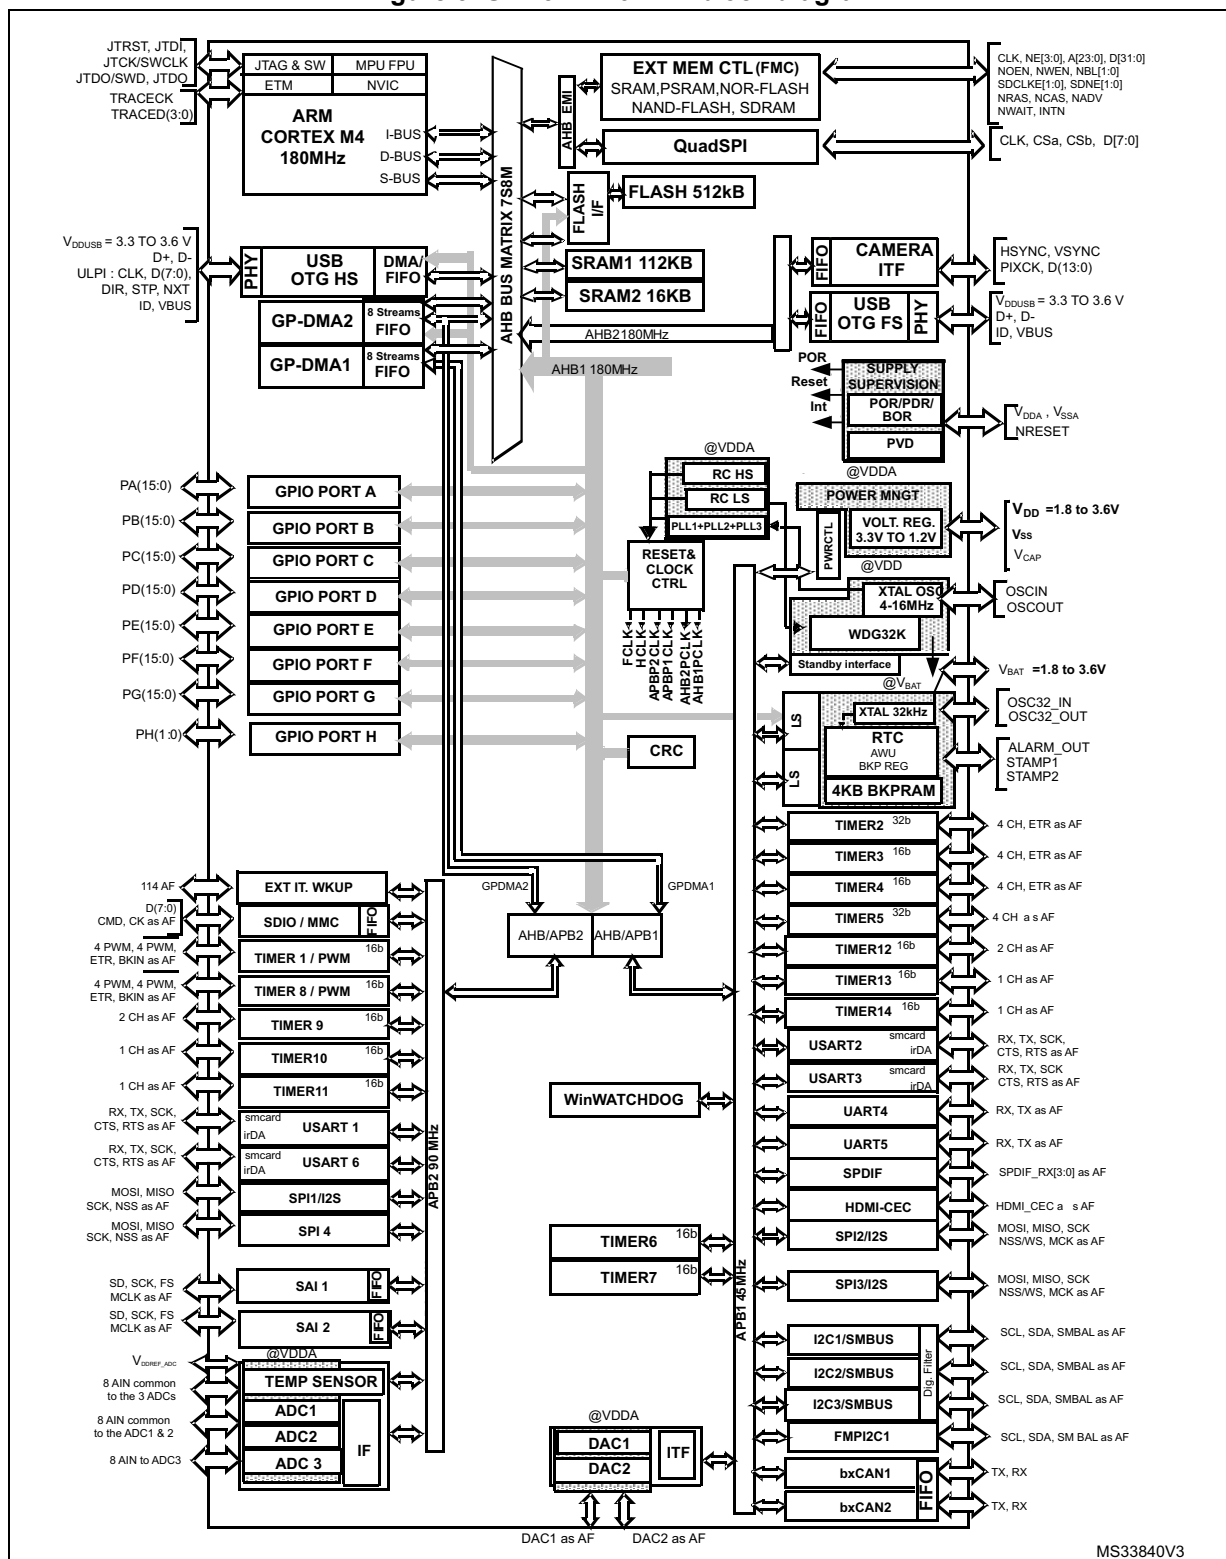 JTRST, JTDI,
JTCK/SWCLK
JTDO/SWD, JTDO
TRACECK
TRACED(3:0)
JTAG & SW
MPU FPU
ETM
NVIC
ARM
CORTEX M4
180MHz
I-BUS
D-BUS
S-BUS
AHB BUS MATRIX 7S8M
AHB EMI
EXT MEM CTL (FMC)
SRAM,PSRAM,NOR-FLASH
NAND-FLASH, SDRAM
QuadSPI
CLK, NE[3:0], A[23:0], D[31:0]
NOEN, NWEN, NBL[1:0]
SDCLKE[1:0], SDNE[1:0]
NRAS, NCAS, NADV
NWAIT, INTN
CLK, CSa, CSb, D[7:0]
FLASH
I/F
FLASH 512kB
SRAM1 112KB
SRAM2 16KB
VDDUSB = 3.3 TO 3.6 V
D+, D-
ULPI : CLK, D(7:0),
DIR, STP, NXT
ID, VBUS
PHY
USB
OTG HS
DMA/
FIFO
GP-DMA2
8 Streams
FIFO
GP-DMA1
8 Streams
FIFO
AHB2180MHz
AHB1 180MHz
FIFO
CAMERA
ITF
HSYNC, VSYNC
PIXCK, D(13:0)
FIFO
USB
OTG FS
PHY
VDDUSB = 3.3 TO 3.6 V
D+, D-
ID, VBUS
POR
Reset
Int
SUPPLY
SUPERVISION
POR/PDR/
BOR
PVD
VDDA , VSSA
NRESET
@VDDA
RC HS
RC LS
PLL1+PLL2+PLL3
RESET&
CLOCK
CTRL
FCLK
HCLK
APBP2CLK
APBP1CLK
AHB2PCLK
AHB1PCLK
@VDDA
POWER MNGT
VOLT. REG.
3.3V TO 1.2V
PWRCTL
VDD =1.8 to 3.6V
Vss
VCAP
@VDD
XTAL OSC
4-16MHz
WDG32K
Standby interface
OSCIN
OSCOUT
@VBAT
VBAT =1.8 to 3.6V
LS
LS
XTAL 32kHz
RTC
AWU
BKP REG
4KB BKPRAM
OSC32_IN
OSC32_OUT
ALARM_OUT
STAMP1
STAMP2
PA(15:0)
GPIO PORT A
PB(15:0)
GPIO PORT B
PC(15:0)
GPIO PORT C
PD(15:0)
GPIO PORT D
PE(15:0)
GPIO PORT E
PF(15:0)
GPIO PORT F
PG(15:0)
GPIO PORT G
PH(1:0)
GPIO PORT H
CRC
GPDMA2
GPDMA1
AHB/APB2
AHB/APB1
114 AF
EXT IT. WKUP
D(7:0)
CMD, CK as AF
SDIO / MMC
FIFO
4 PWM, 4 PWM,
ETR, BKIN as AF
TIMER 1 / PWM
16b
4 PWM, 4 PWM,
ETR, BKIN as AF
TIMER 8 / PWM
16b
2 CH as AF
TIMER 9
16b
1 CH as AF
TIMER10
16b
1 CH as AF
TIMER11
16b
RX, TX, SCK,
CTS, RTS as AF
smcard
irDA
USART 1
RX, TX, SCK,
CTS, RTS as AF
smcard
irDA
USART 6
MOSI, MISO
SCK, NSS as AF
SPI1/I2S
MOSI, MISO
SCK, NSS as AF
SPI 4
SD, SCK, FS
MCLK as AF
SAI 1
FIFO
SD, SCK, FS
MCLK as AF
SAI 2
FIFO
APB2 90 MHz
@VDDA
VDDREF_ADC
TEMP SENSOR
8 AIN common
to the 3 ADCs
8 AIN common
to the ADC1 & 2
8 AIN to ADC3
ADC1
ADC2
ADC 3
IF
WinWATCHDOG
TIMER6
16b
TIMER7
16b
APB1 45MHz
@VDDA
DAC1
DAC2
ITF
DAC1 as AF
DAC2 as AF
TIMER2 32b
4 CH, ETR as AF
TIMER3 16b
4 CH, ETR as AF
TIMER4 16b
4 CH, ETR as AF
TIMER5 32b
4 CH a s AF
TIMER12 16b
2 CH as AF
TIMER13 16b
1 CH as AF
TIMER14 16b
1 CH as AF
USART2
smcard
irDA
RX, TX, SCK,
CTS, RTS as AF
USART3
smcard
irDA
RX, TX, SCK
CTS, RTS as AF
UART4
RX, TX as AF
UART5
RX, TX as AF
SPDIF
SPDIF_RX[3:0] as AF
HDMI-CEC
HDMI_CEC a s AF
SPI2/I2S
MOSI, MISO, SCK
NSS/WS, MCK as AF
SPI3/I2S
MOSI, MISO, SCK
NSS/WS, MCK as AF
I2C1/SMBUS
SCL, SDA, SMBAL as AF
I2C2/SMBUS
SCL, SDA, SMBAL as AF
I2C3/SMBUS
SCL, SDA, SMBAL as AF
Dig. Filter
FMPI2C1
SCL, SDA, SM BAL as AF
bxCAN1
TX, RX
bxCAN2
TX, RX
FIFO
MS33840V3